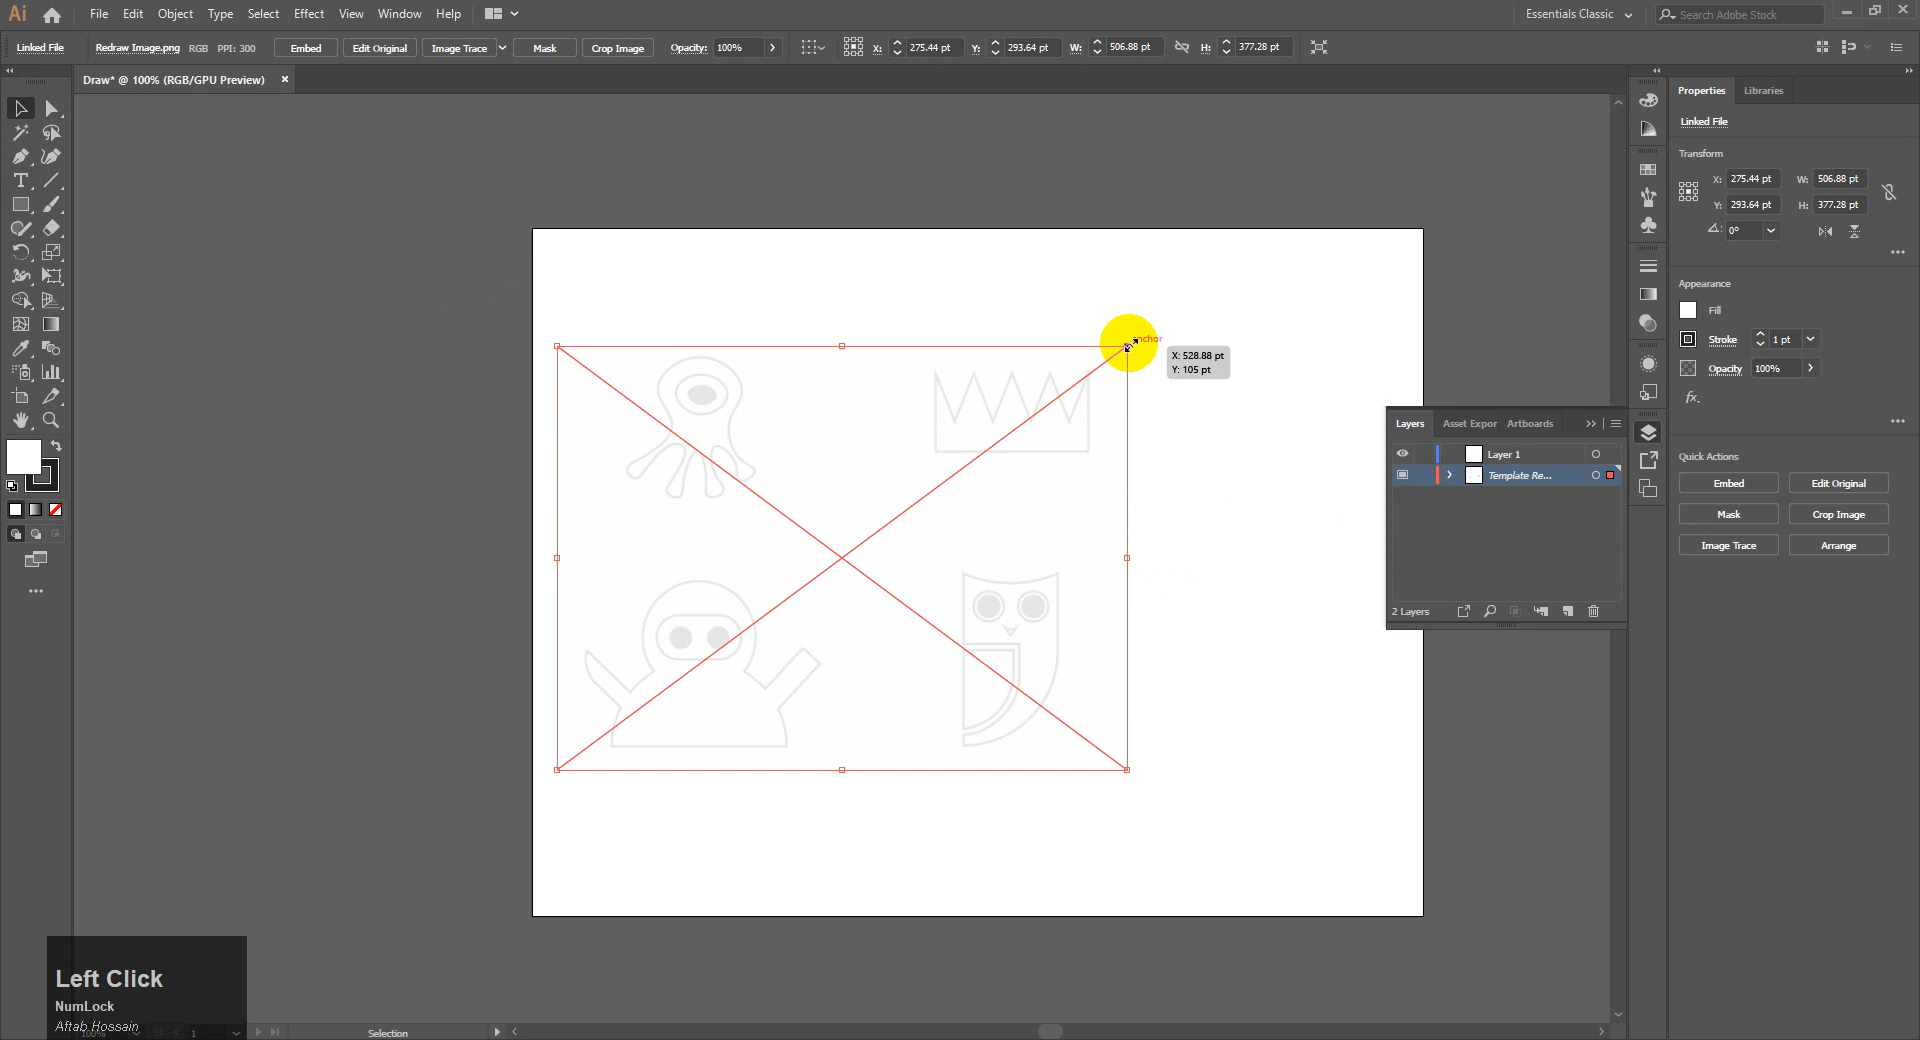 Ai File Edit Object Type Select Effect View Window Help Essentials Classic Search Adobe Stock
Linked File Redraw Image.png RGB PPI: 300 Embed Edit Original Image Trace Mask Crop Image Opacity: 100% X: 275.44 pt Y: 293.64 pt W: 506.88 pt H: 377.28 pt
Draw* @ 100% (RGB/GPU Preview)
Properties Libraries
Linked File
Transform
X: 275.44 pt W: 506.88 pt
Y: 293.64 pt H: 377.28 pt
0°
Appearance
Fill
Stroke 1 pt
Opacity 100%
fx.
Quick Actions
Embed Edit Original
Mask Crop Image
Image Trace Arrange
anchor
X: 528.88 pt
Y: 105 pt
Layers Asset Expor Artboards
Layer 1
Template Re...
2 Layers
Left Click
NumLock
Aftab Hossain
100% 1 Selection